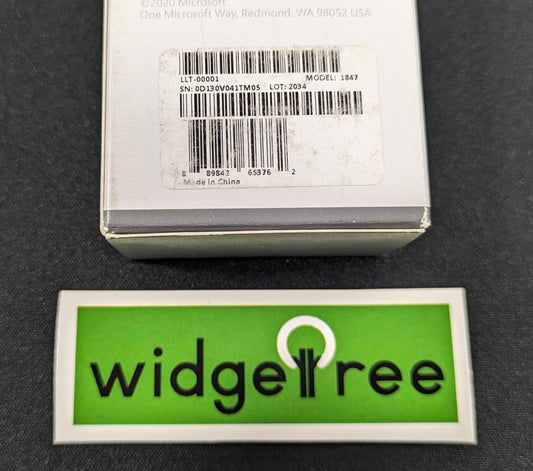 ©2020 Microsoft
One Microsoft Way, Redmond, WA 98052 USA
LLT-00001 MODEL: 1847
SN: 0D130V041TM05 LOT: 2034
8 89842 65376 2
Made in China
widgetree